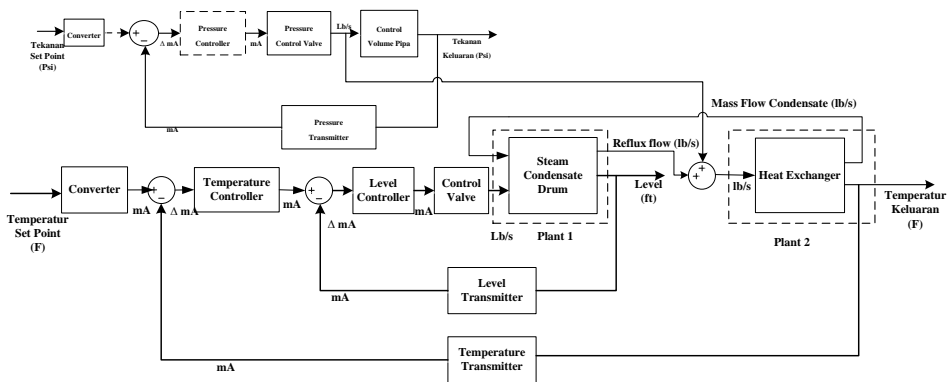 Converter
Tekanan
Set Point
(Psi)
+
−
Δ mA
Pressure
Controller
mA
Pressure
Control Valve
Lb/s
Control
Volume Pipa
Tekanan
Keluaran (Psi)
Pressure
Transmitter
mA
Mass Flow Condensate (lb/s)
Reflux flow (lb/s)
Converter
Temperatur
Set Point
(F)
mA
+
−
Δ mA
Temperature
Controller
mA
+
−
Δ mA
Level
Controller
mA
Control
Valve
Lb/s
Steam
Condensate
Drum
Plant 1
Level
(ft)
+
+
lb/s
Heat Exchanger
Plant 2
Temperatur
Keluaran
(F)
Level
Transmitter
mA
Temperature
Transmitter
mA